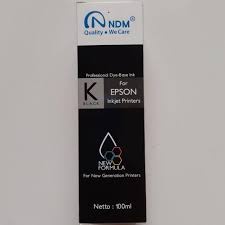 NDM®
Quality • We Care
Professional Dye-Base Ink
K
BLACK
For
EPSON
Inkjet Printers
NEW
FORMULA
For New Generation Printers
Netto : 100ml